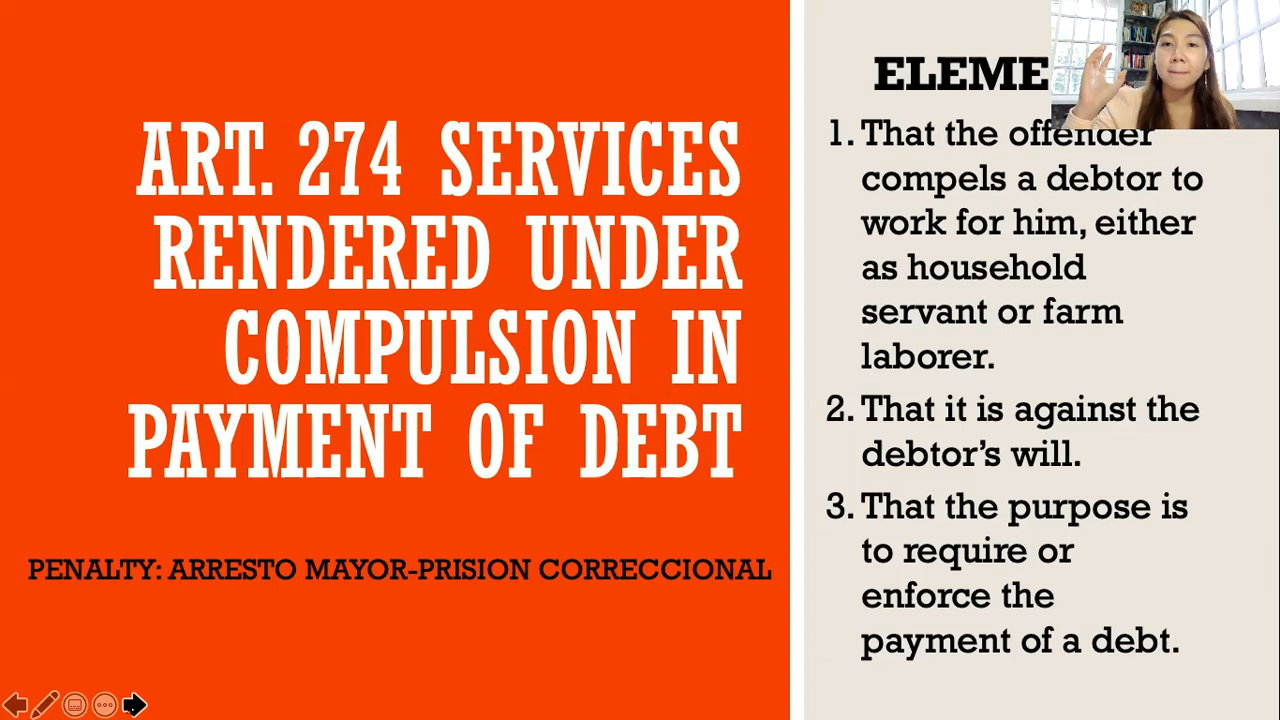 ART. 274 SERVICES
RENDERED UNDER
COMPULSION IN
PAYMENT OF DEBT
PENALTY: ARRESTO MAYOR-PRISION CORRECCIONAL
ELEME
1. That the offender
compels a debtor to
work for him, either
as household
servant or farm
laborer.
2. That it is against the
debtor’s will.
3. That the purpose is
to require or
enforce the
payment of a debt.